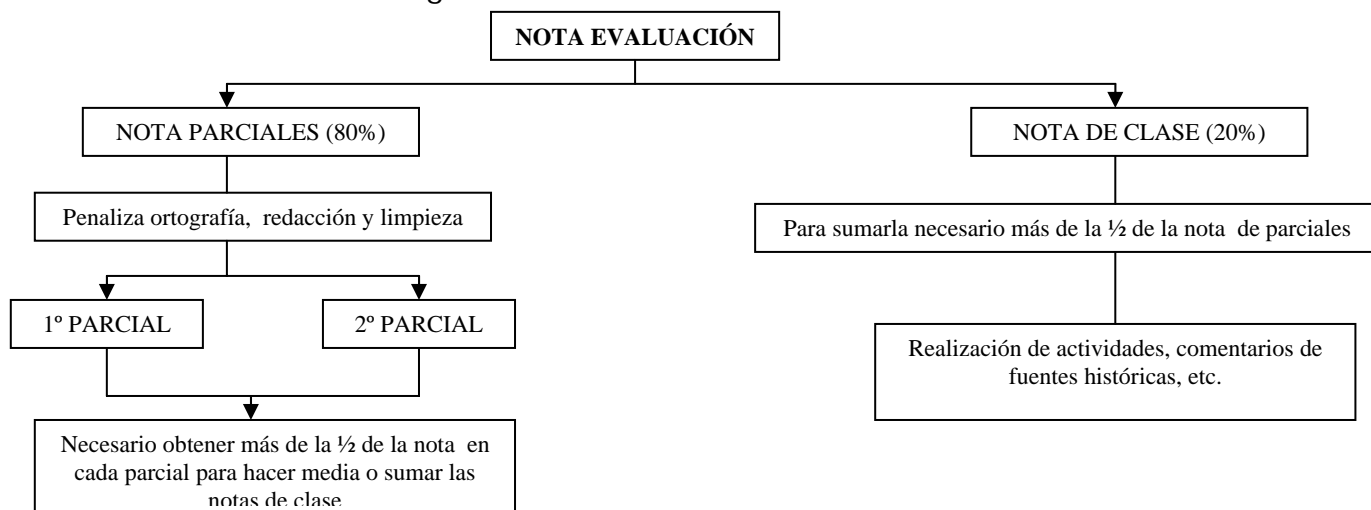 NOTA EVALUACIÓN
NOTA PARCIALES (80%)
NOTA DE CLASE (20%)
Penaliza ortografía, redacción y limpieza
Para sumarla necesario más de la ½ de la nota de parciales
1º PARCIAL
2º PARCIAL
Realización de actividades, comentarios de
fuentes históricas, etc.
Necesario obtener más de la ½ de la nota en
cada parcial para hacer media o sumar las
notas de clase